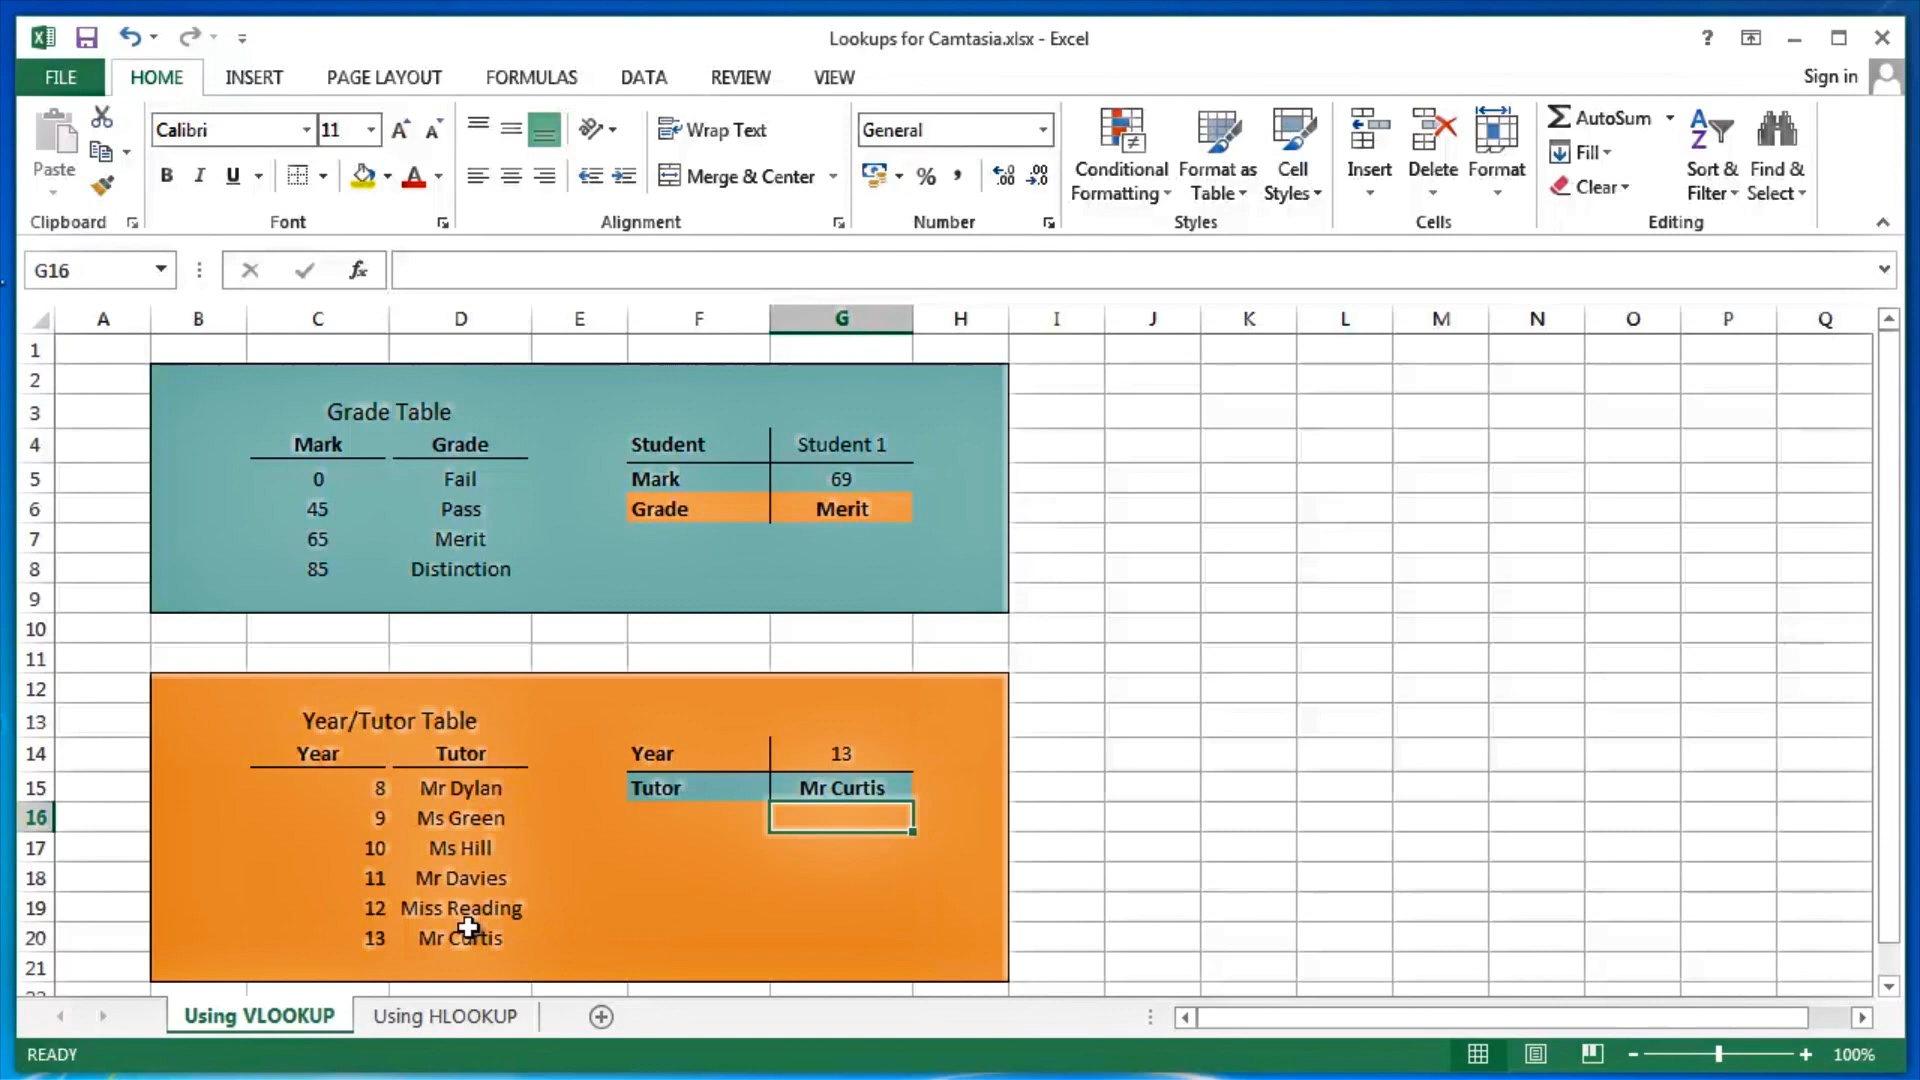 Lookups for Camtasia.xlsx - Excel
FILE HOME INSERT PAGE LAYOUT FORMULAS DATA REVIEW VIEW Sign in
Paste
Clipboard
Calibri 11
B I U
Font
Wrap Text
Merge & Center
Alignment
General
Number
Conditional Formatting
Format as Table
Cell Styles
Styles
Insert Delete Format
Cells
AutoSum
Fill
Clear
Sort & Filter
Find & Select
Editing
G16
fx
A B C D E F G H I J K L M N O P Q
1
2
3 Grade Table
4 Mark Grade Student Student 1
5 0 Fail Mark 69
6 45 Pass Grade Merit
7 65 Merit
8 85 Distinction
9
10
11
12
13 Year/Tutor Table
14 Year Tutor Year 13
15 8 Mr Dylan Tutor Mr Curtis
16 9 Ms Green
17 10 Ms Hill
18 11 Mr Davies
19 12 Miss Reading
20 13 Mr Curtis
21
Using VLOOKUP Using HLOOKUP
READY 100%